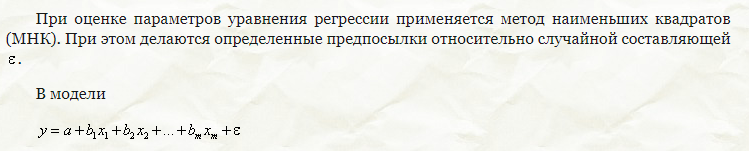 При оценке параметров уравнения регрессии применяется метод наименьших квадратов
(МНК). При этом делаются определенные предпосылки относительно случайной составляющей
ε.
В модели
y = a + b₁x₁ + b₂x₂ + ... + bₘxₘ + ε